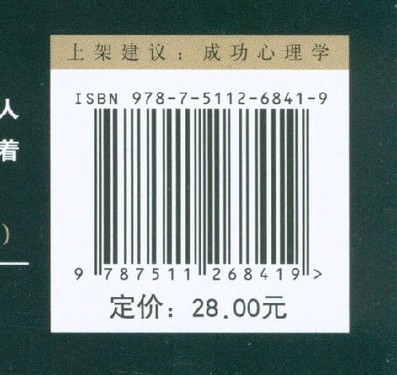 上架建议：成功心理学
ISBN 978-7-5112-6841-9
人
着
)
9 787511 268419 >
定价：28.00元